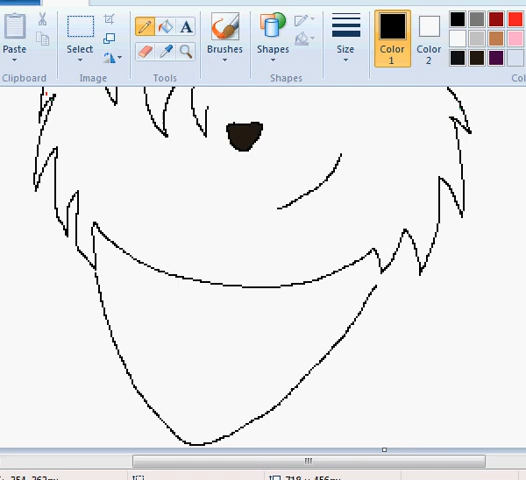 Paste
Select
A
Brushes
Shapes
Size
Color
1
Color
2
Clipboard
Image
Tools
Shapes
Col